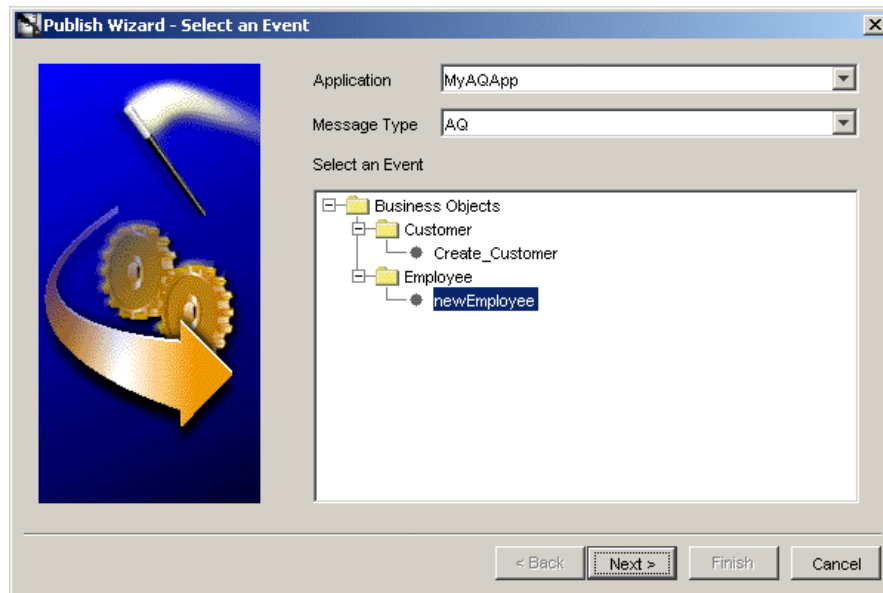 Publish Wizard - Select an Event
Application MyAQApp
Message Type AQ
Select an Event
Business Objects
Customer
Create_Customer
Employee
newEmployee
< Back Next > Finish Cancel